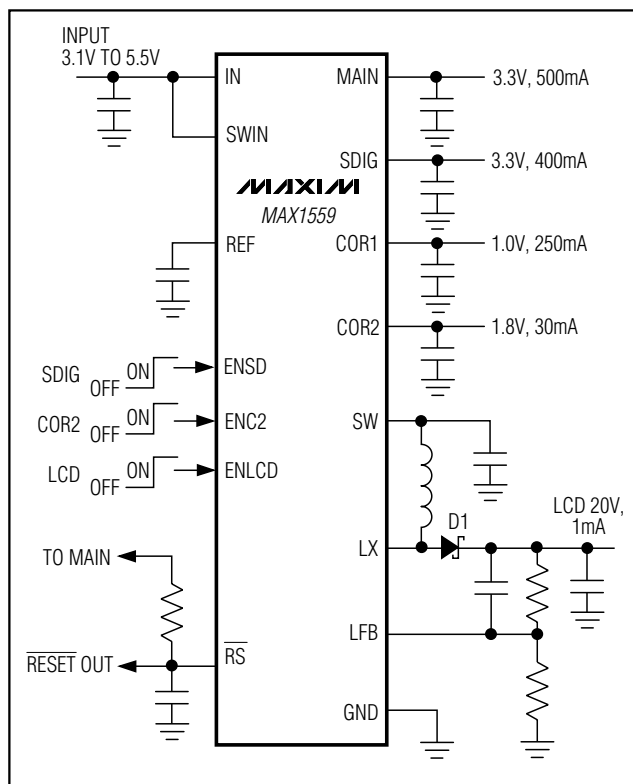 INPUT
3.1V TO 5.5V
IN
MAIN
3.3V, 500mA
SWIN
SDIG
3.3V, 400mA
MAXIM
MAX1559
REF
COR1
1.0V, 250mA
COR2
1.8V, 30mA
SDIG
ON
OFF
ENSD
COR2
ON
OFF
ENC2
LCD
ON
OFF
ENLCD
SW
LCD 20V,
1mA
D1
LX
TO MAIN
LFB
RESET OUT
RS
GND